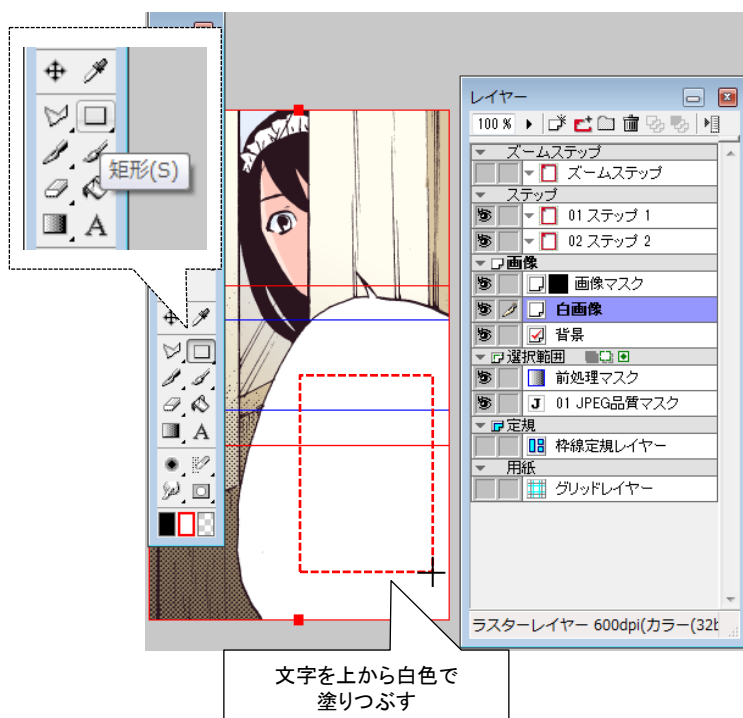 矩形(S)
A
A
レイヤー
100 %
ズームステップ
ズームステップ
ステップ
01 ステップ 1
02 ステップ 2
画像
画像マスク
白画像
背景
選択範囲
前処理マスク
J 01 JPEG品質マスク
定規
枠線定規レイヤー
用紙
グリッドレイヤー
ラスターレイヤー 600dpi(カラー(32b
文字を上から白色で
塗りつぶす